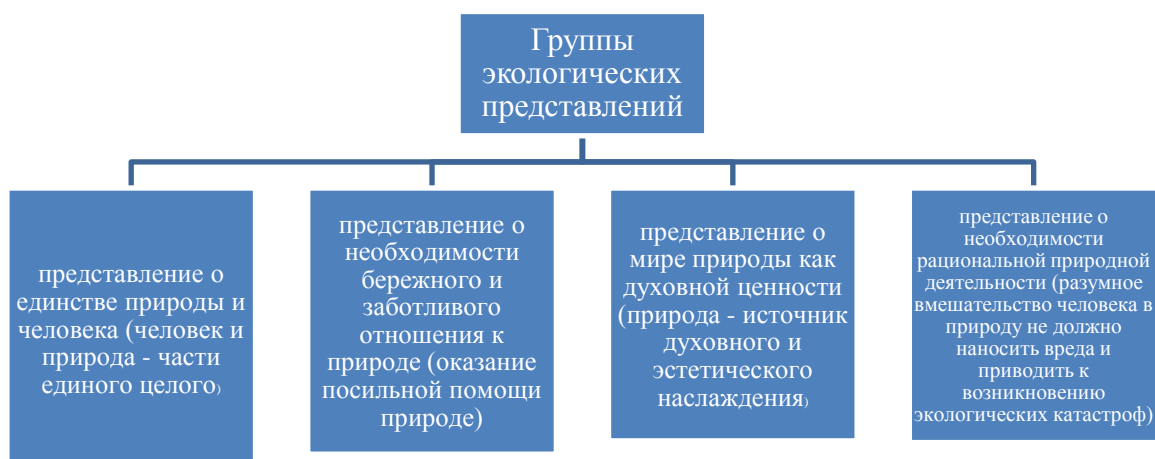 Группы
экологических
представлений
представление о
единстве природы и
человека (человек и
природа - части
единого целого)
представление о
необходимости
бережного и
заботливого
отношения к
природе (оказание
посильной помощи
природе)
представление о
мире природы как
духовной ценности
(природа - источник
духовного и
эстетического
наслаждения)
представление о
необходимости
рациональной природной
деятельности (разумное
вмешательство человека в
природу не должно
наносить вреда и
приводить к
возникновению
экологических катастроф)